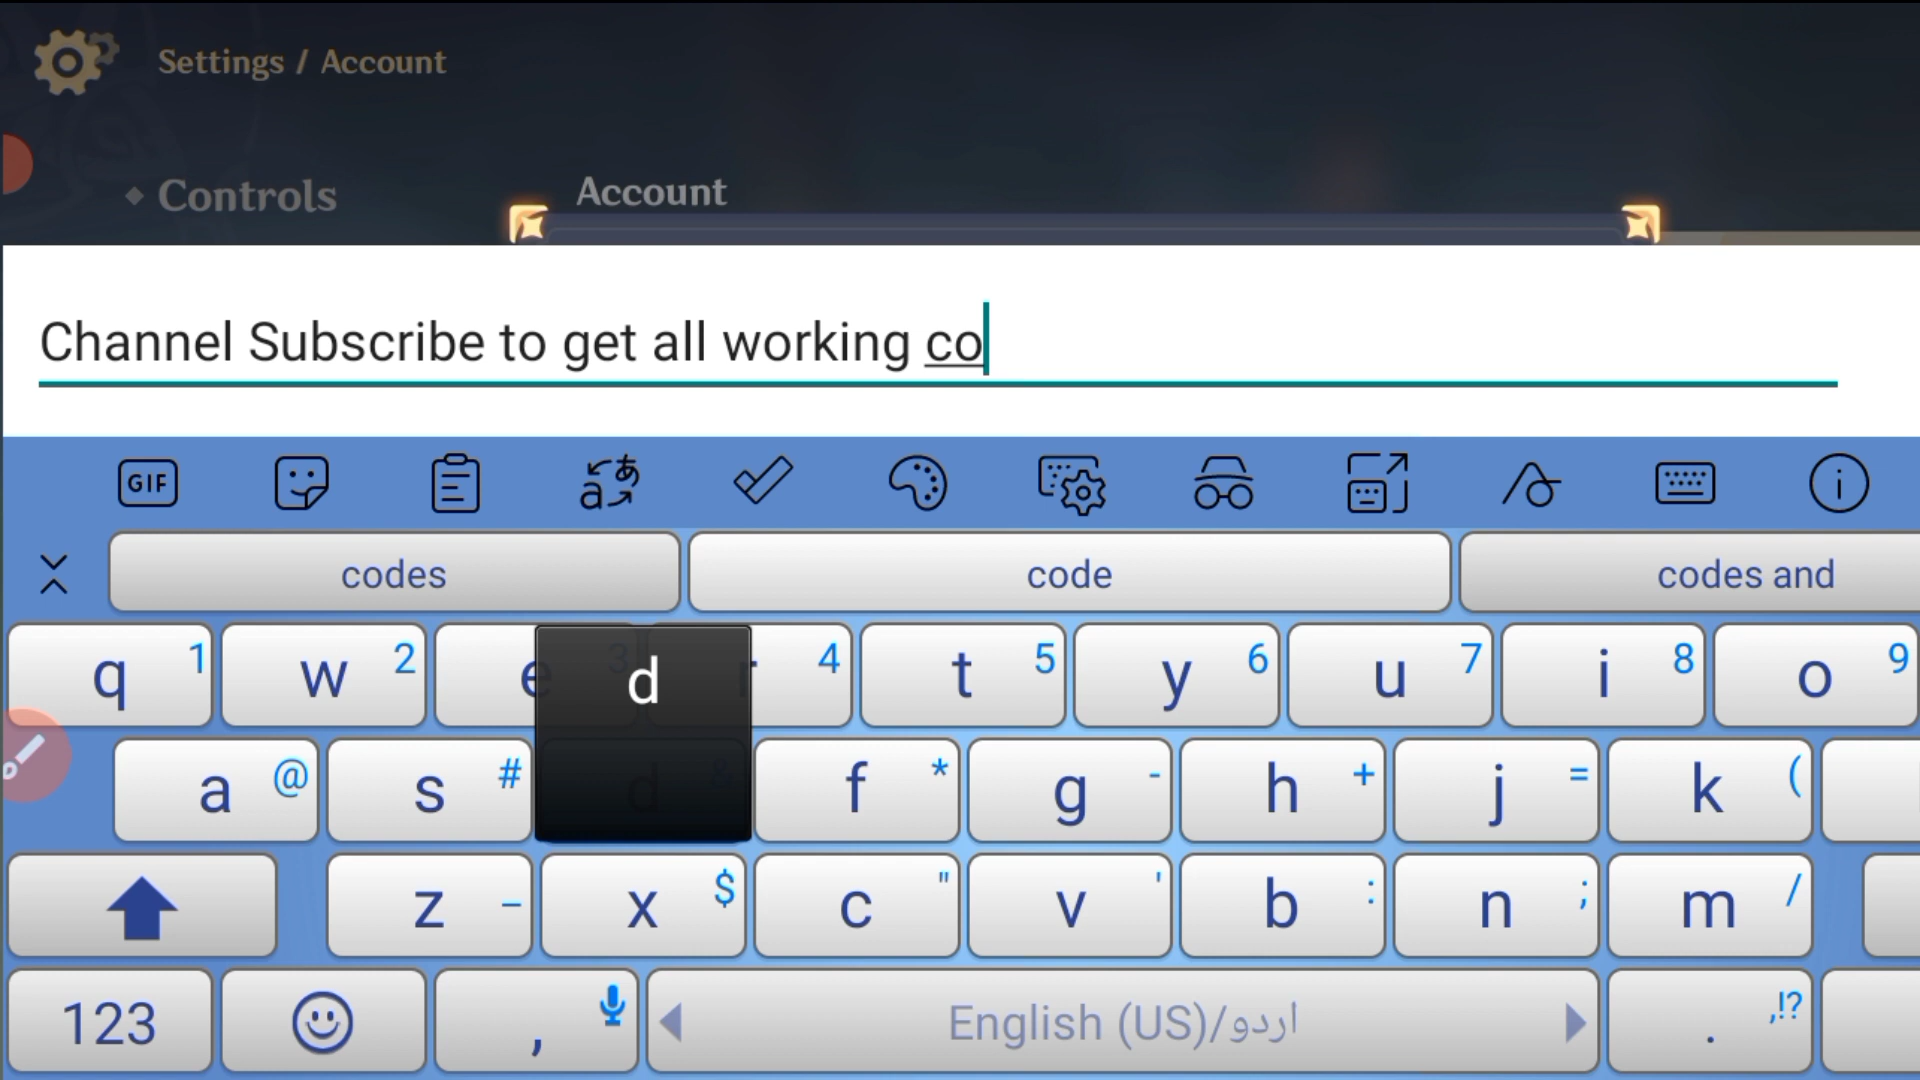 Settings / Account
Controls
Account
Channel Subscribe to get all working co
GIF
codes
code
codes and
q 1 w 2 e 3 r 4 t 5 y 6 u 7 i 8 o 9
d
a @ s # d f * g - h + j = k (
z _ x $ c " v ' b : n ; m /
123 , English (US)/اردو . ,!?